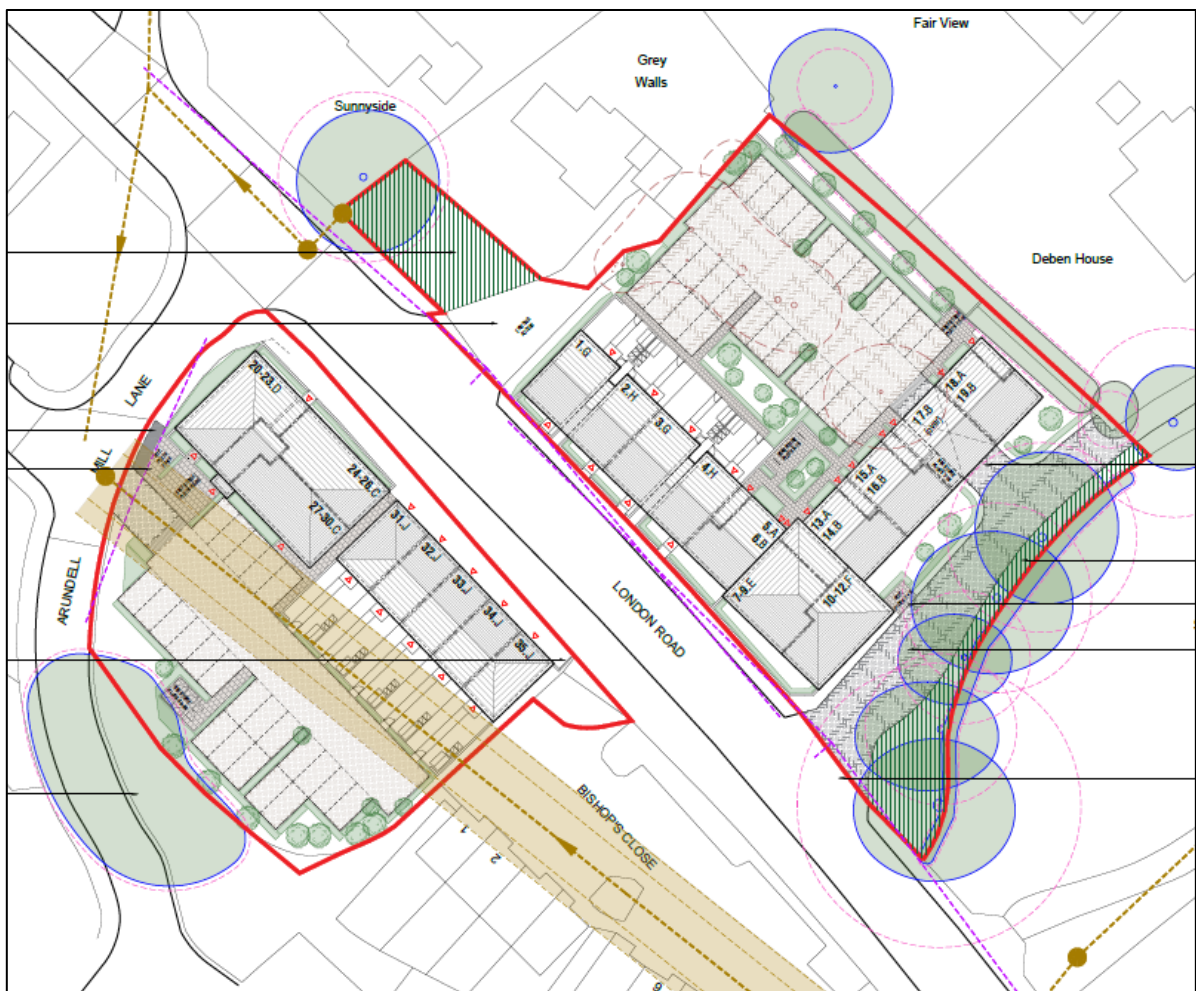 Fair View
Grey
Walls
Sunnyside
Deben House
LANE
MILL
ARUNDELL
LONDON ROAD
BISHOP'S CLOSE
1.G
2.H
3.G
4.H
5.A
6.B
7-9.E
10-12.F
13.A
14.B
15.A
16.B
17.B
(over)
18.A
19.B
20-23.D
24-26.C
27-30.C
31.J
32.J
33.J
34.J
35.J
1
2
6